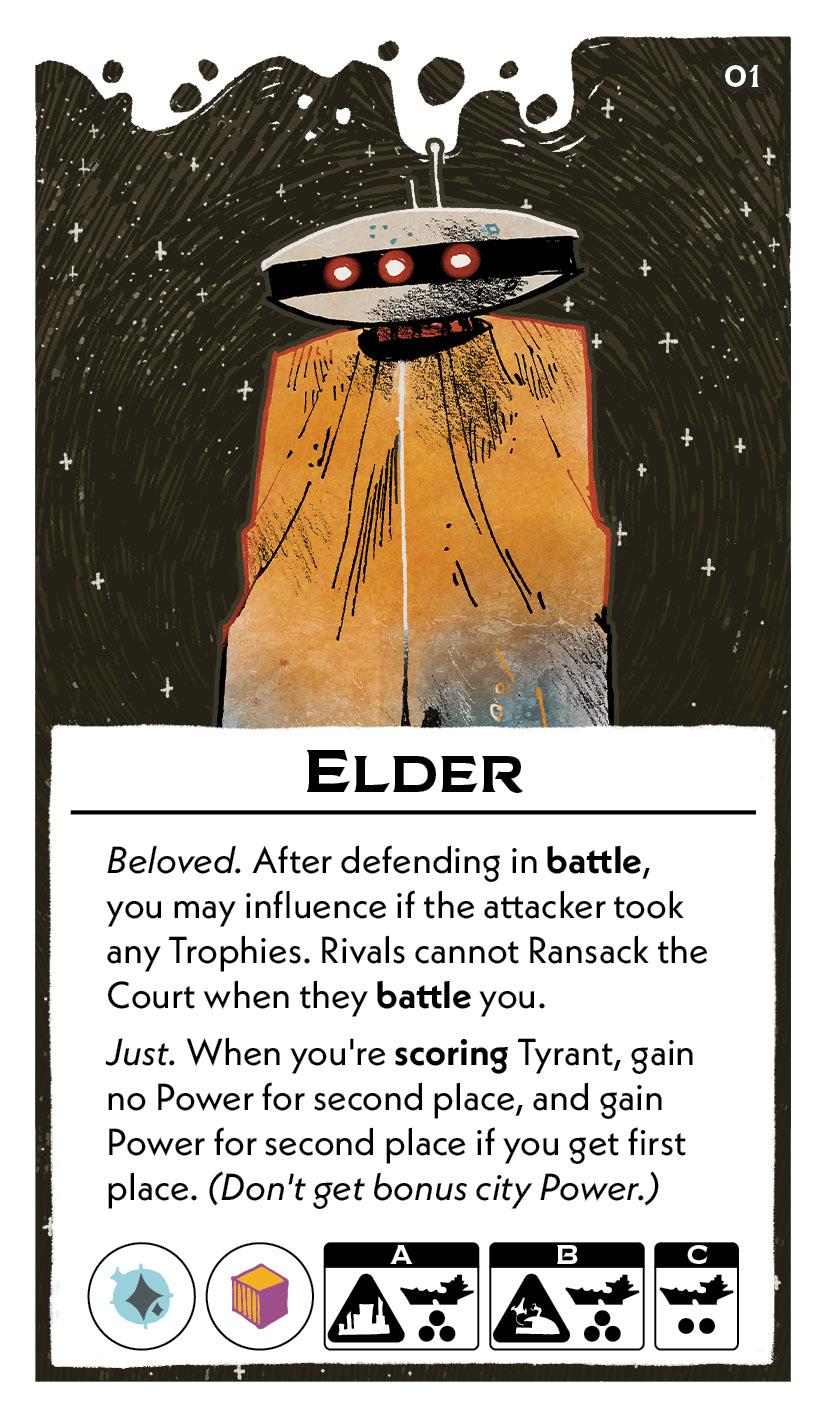 01
Elder
Beloved. After defending in battle,
you may influence if the attacker took
any Trophies. Rivals cannot Ransack the
Court when they battle you.
Just. When you're scoring Tyrant, gain
no Power for second place, and gain
Power for second place if you get first
place. (Don't get bonus city Power.)
A B C